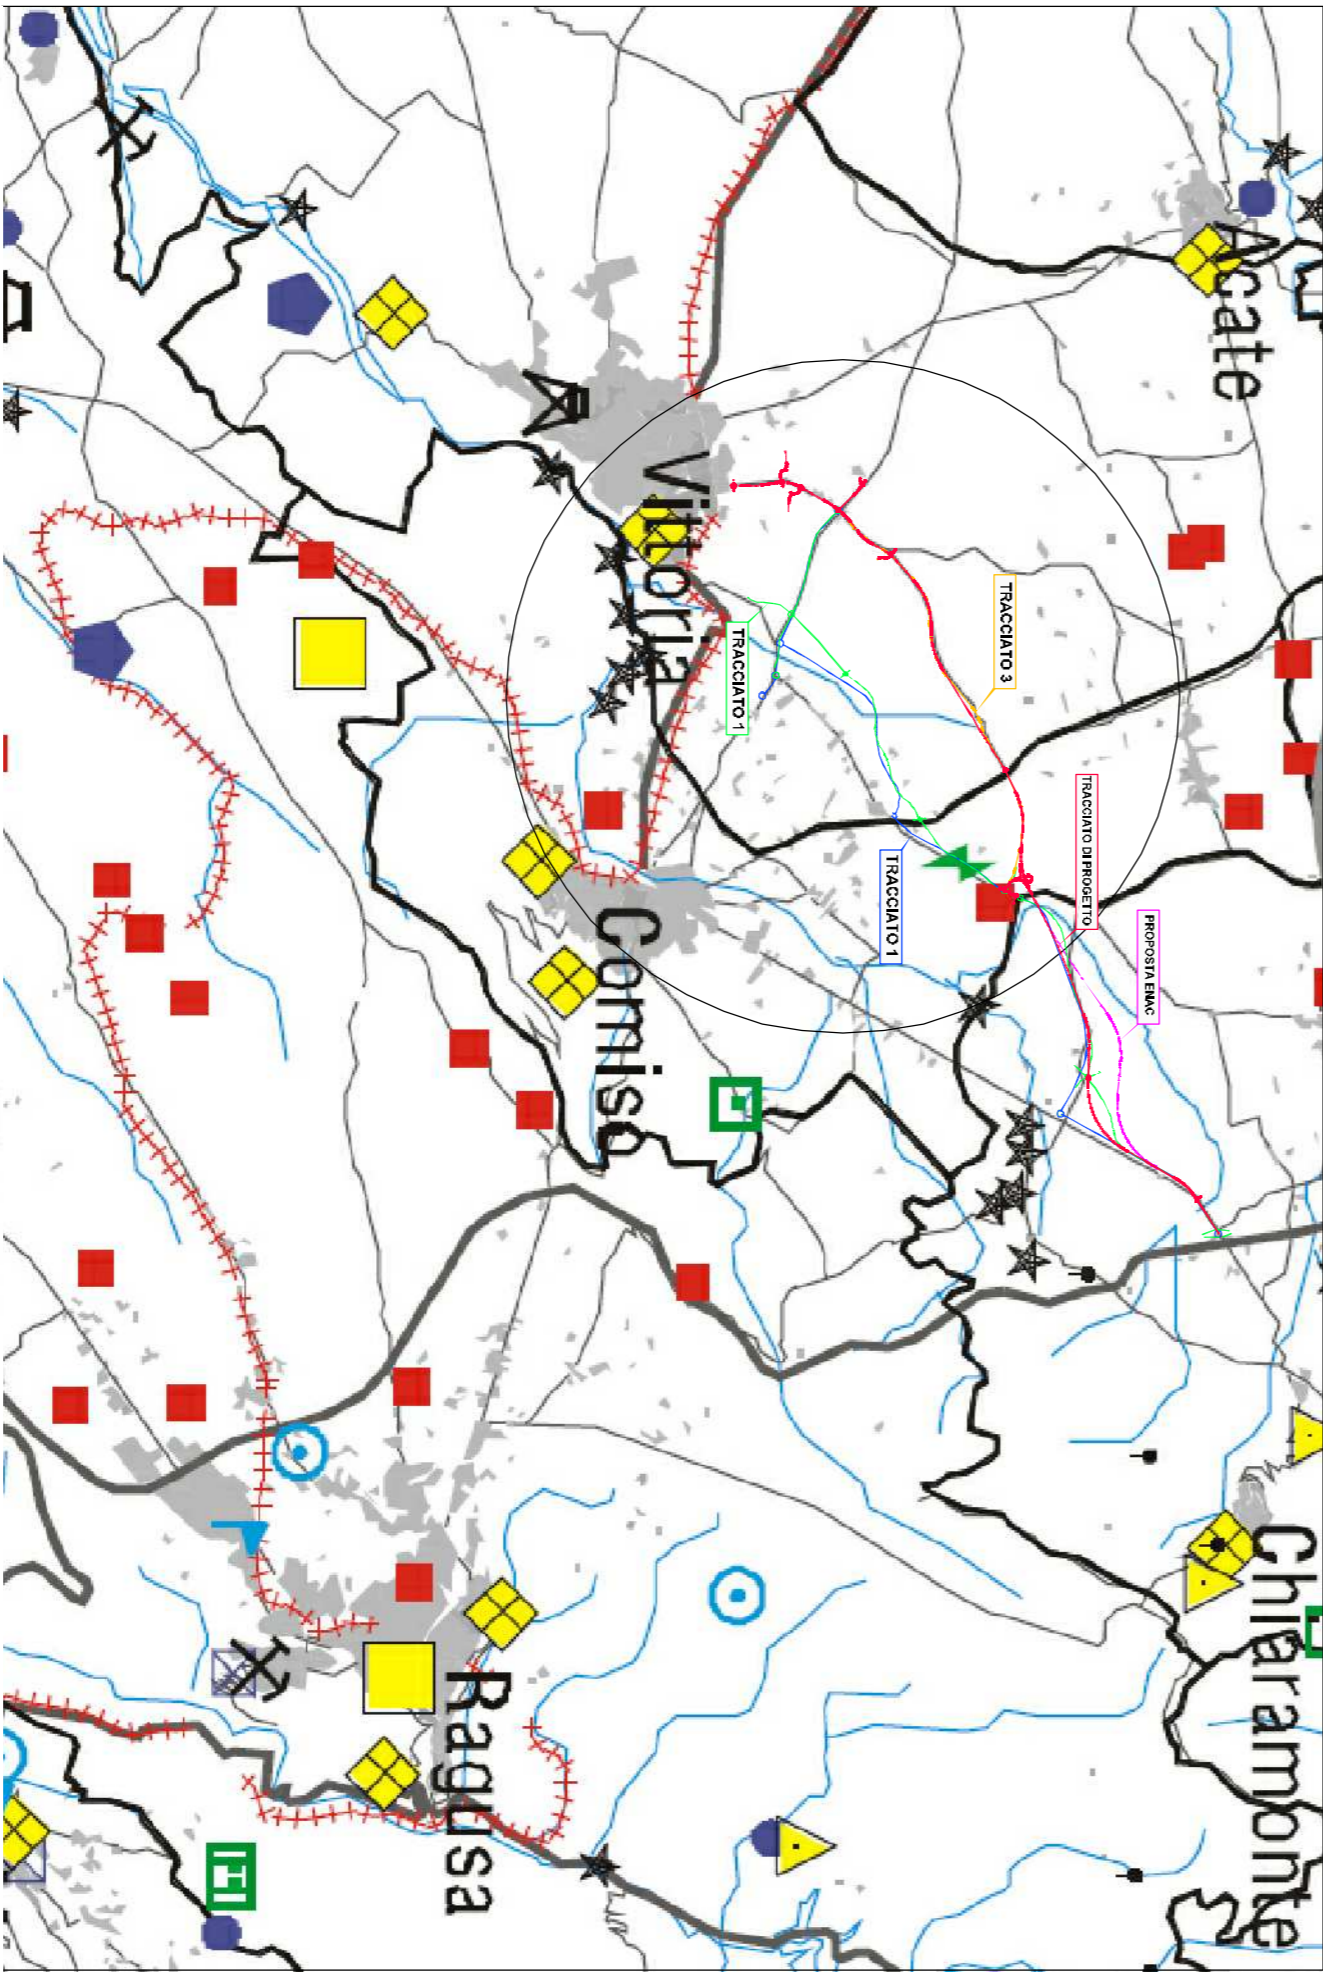 Acate
Vittoria
TRACCIATO 3
TRACCIATO 1
TRACCIATO DI PROGETTO
TRACCIATO 1
PROPOSTA ENAC
Comiso
Chiaramonte
Ragusa